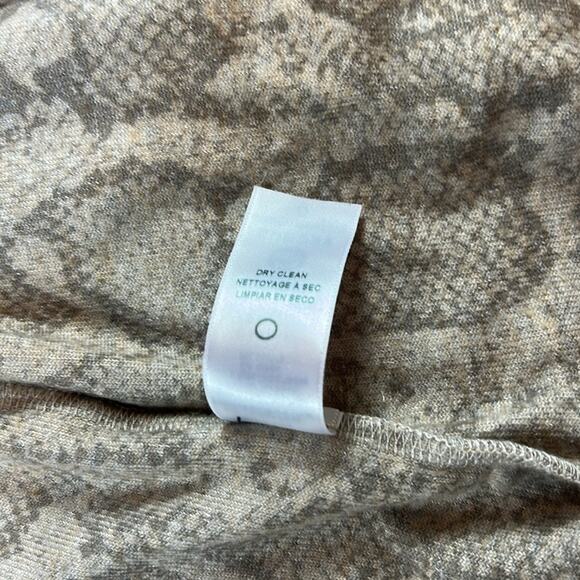 DRY CLEAN
NETTOYAGE À SEC
LIMPIAR EN SECO